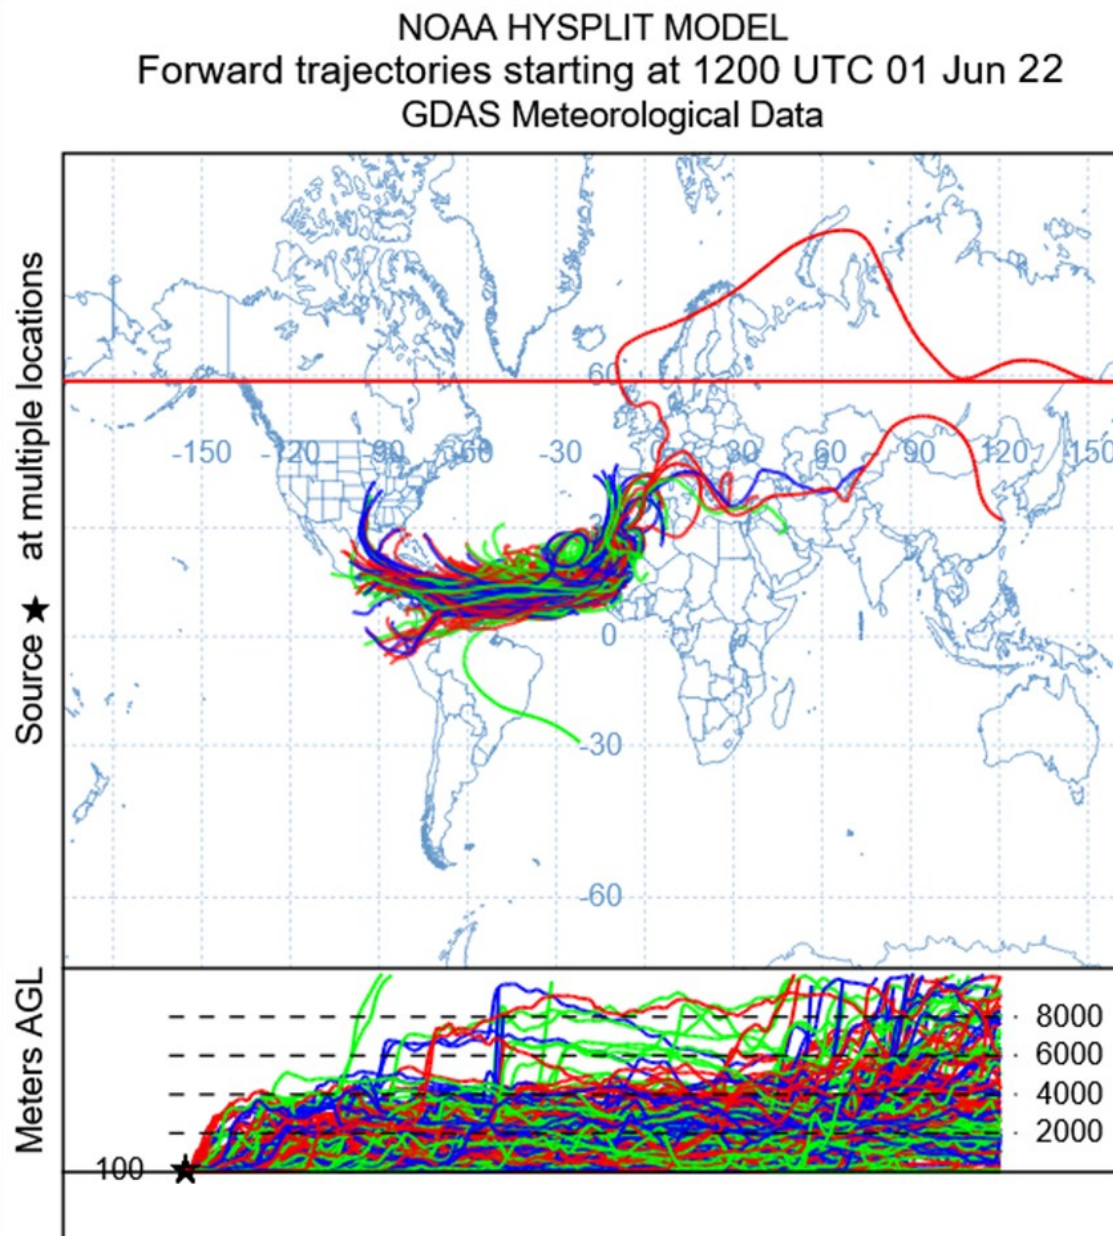 NOAA HYSPLIT MODEL
Forward trajectories starting at 1200 UTC 01 Jun 22
GDAS Meteorological Data
Source ★ at multiple locations
60
-150 -120 -90 -60 -30 30 60 90 120 150
0
-30
-60
Meters AGL
8000
6000
4000
2000
100